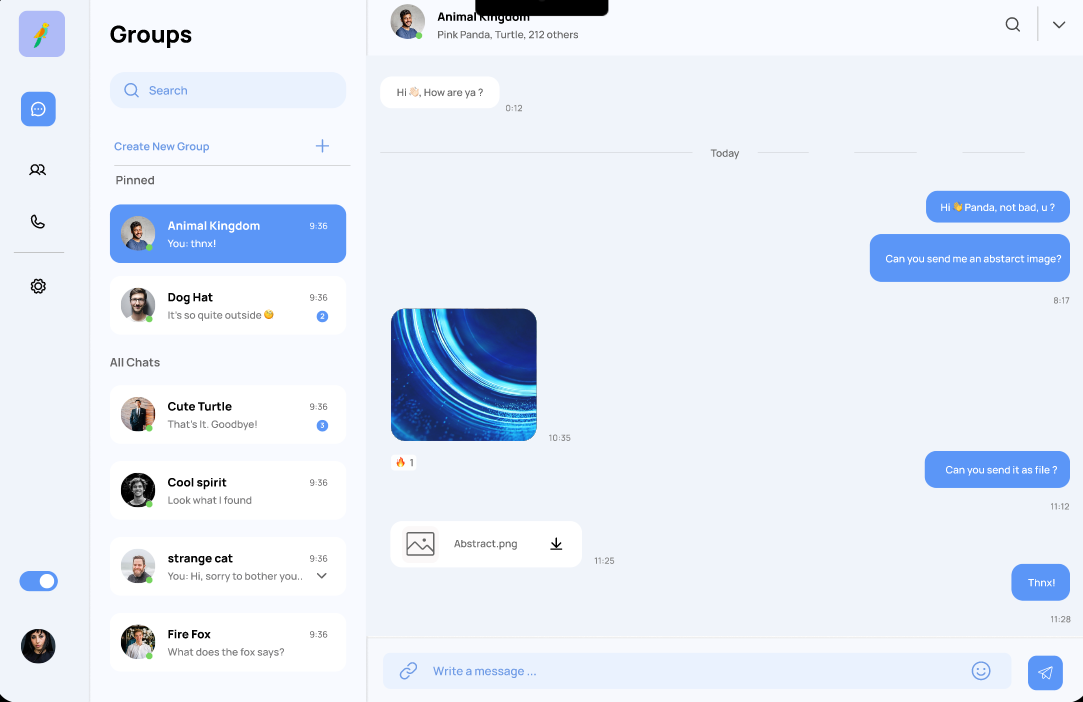 Groups
Search
Create New Group
Pinned
Animal Kingdom 9:36
You: thnx!
Dog Hat 9:36
It's so quite outside 2
All Chats
Cute Turtle 9:36
That's It. Goodbye! 3
Cool spirit 9:36
Look what I found
strange cat 9:36
You: Hi, sorry to bother you..
Fire Fox 9:36
What does the fox says?
Animal Kingdom
Pink Panda, Turtle, 212 others
Hi 👋🏻, How are ya ?
0:12
Today
Hi 👋 Panda, not bad, u ?
Can you send me an abstarct image?
8:17
10:35
🔥 1
Can you send it as file ?
11:12
Abstract.png
11:25
Thnx!
11:28
Write a message ...